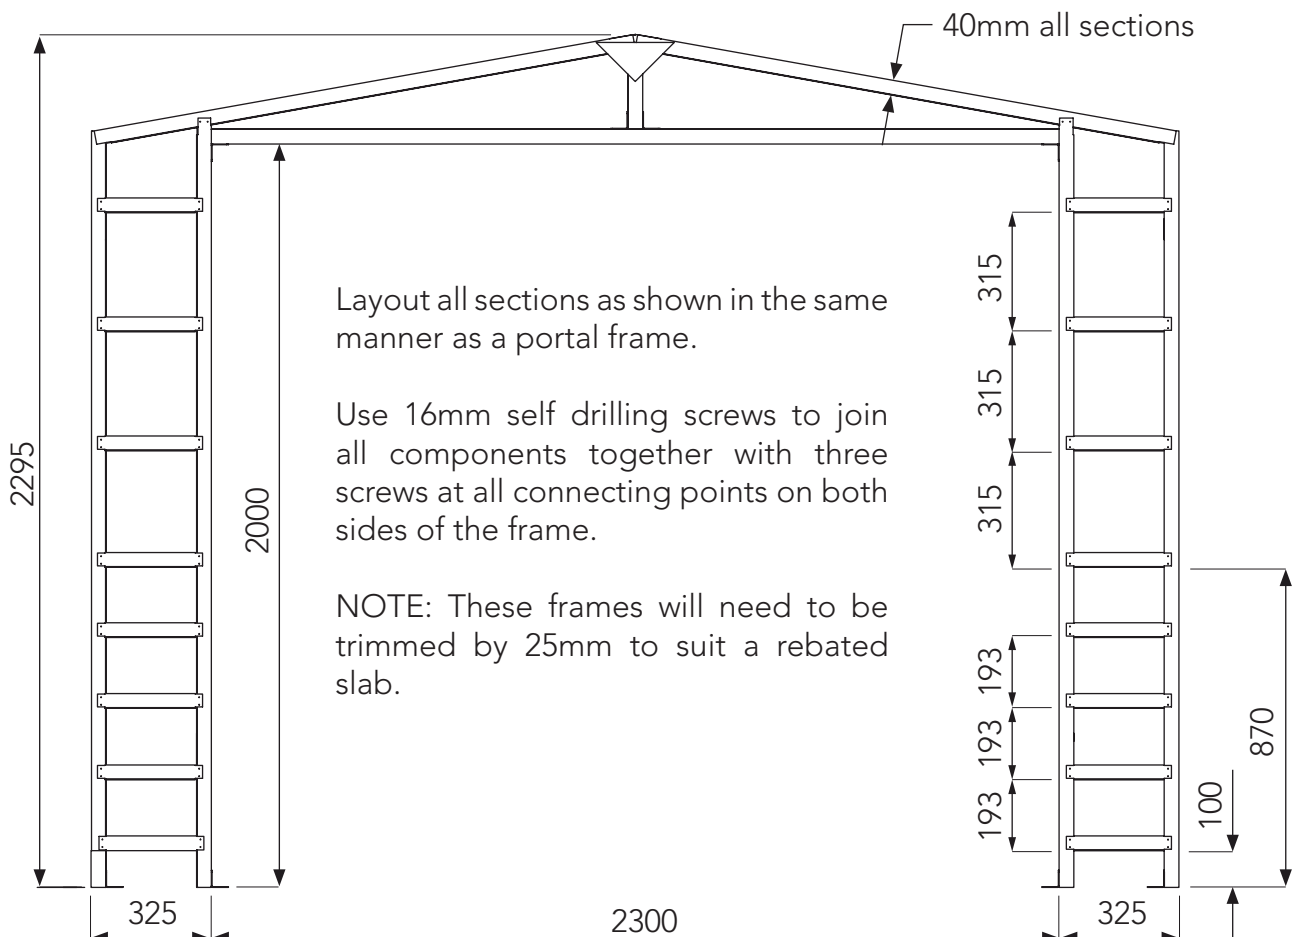 40mm all sections
Layout all sections as shown in the same
manner as a portal frame.
Use 16mm self drilling screws to join
all components together with three
screws at all connecting points on both
sides of the frame.
NOTE: These frames will need to be
trimmed by 25mm to suit a rebated
slab.
2295
2000
315
315
315
193
193
193
870
100
325
2300
325